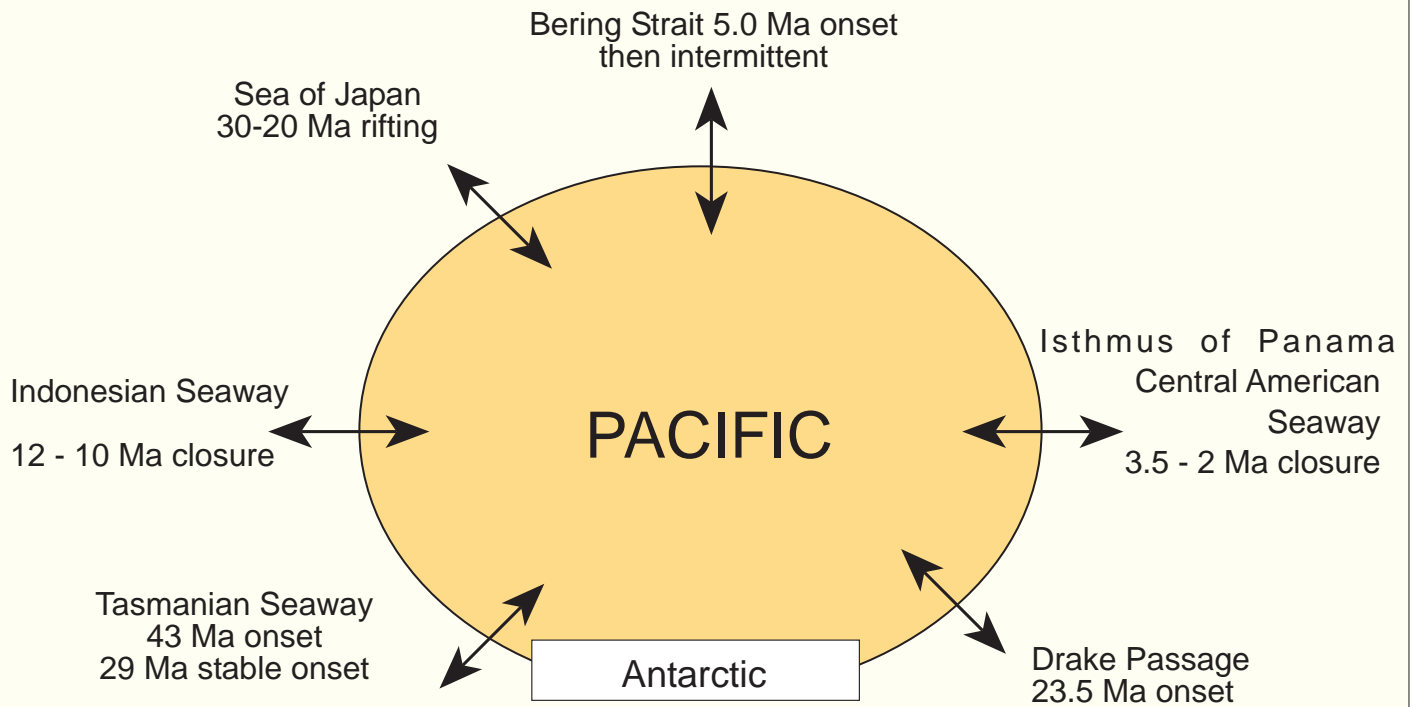 Bering Strait 5.0 Ma onset
then intermittent
Sea of Japan
30-20 Ma rifting
Isthmus of Panama
Central American
Seaway
3.5 - 2 Ma closure
Indonesian Seaway
12 - 10 Ma closure
PACIFIC
Tasmanian Seaway
43 Ma onset
29 Ma stable onset
Antarctic
Drake Passage
23.5 Ma onset